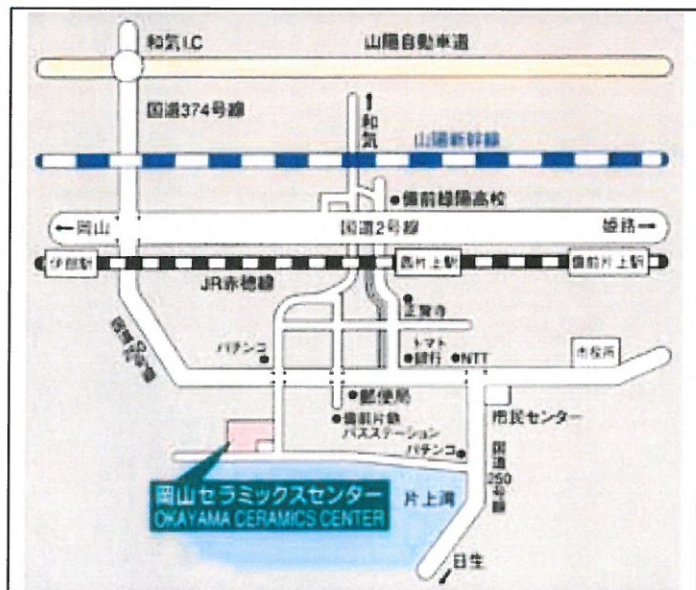 和気I.C
山陽自動車道
国道374号線
↑和気
山陽新幹線
●備前緑陽高校
←岡山
国道2号線
姫路→
伊部駅
西片上駅
備前片上駅
JR赤穂線
正覚寺
パチンコ
トマト
銀行
●NTT
市役所
●郵便局
●備前片鉄
バスステーション
市民センター
パチンコ
国道250号線
岡山セラミックスセンター
OKAYAMA CERAMICS CENTER
片上湾
日生